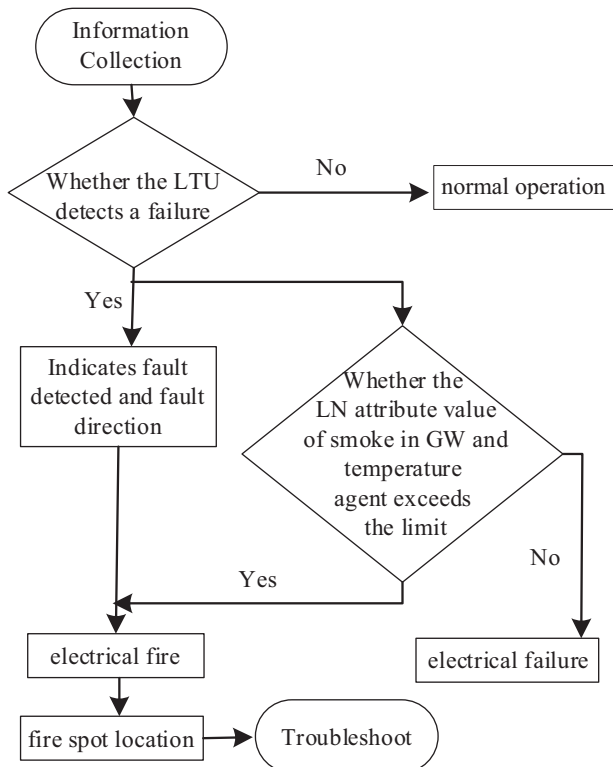 Information
Collection
Whether the LTU
detects a failure
No
normal operation
Yes
Indicates fault
detected and fault
direction
Whether the
LN attribute value
of smoke in GW and
temperature
agent exceeds
the limit
Yes
No
electrical fire
electrical failure
fire spot location
Troubleshoot